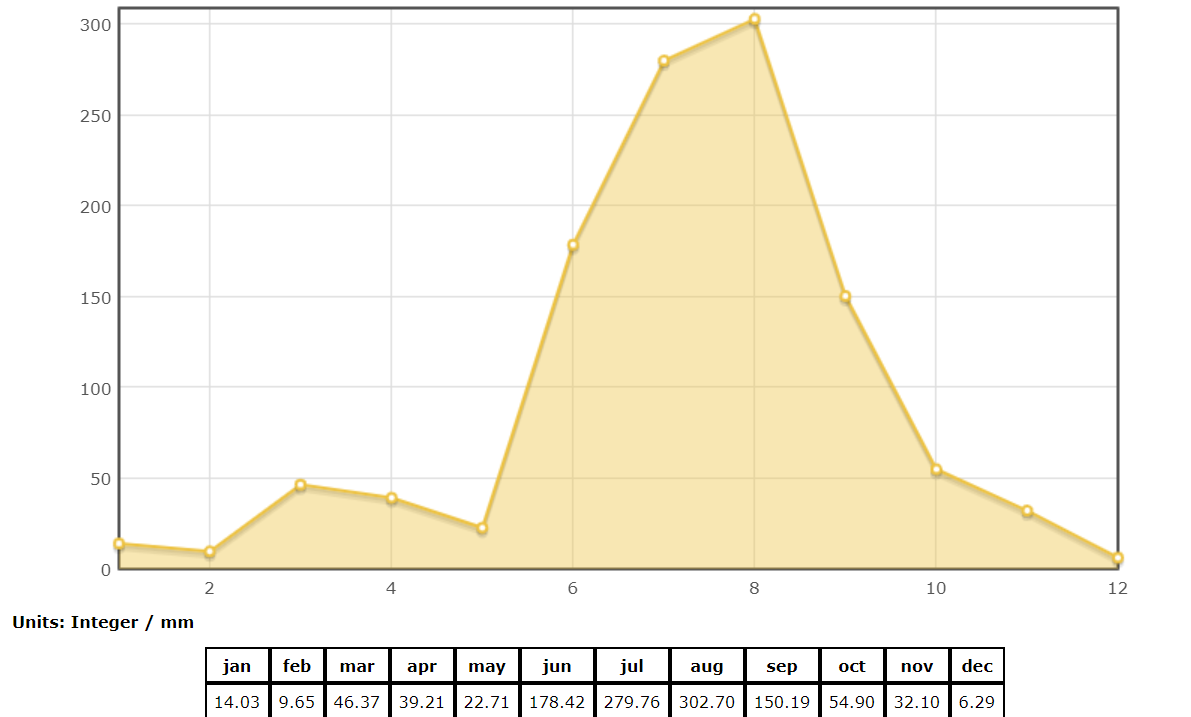 300
250
200
150
100
50
0
2 4 6 8 10 12
Units: Integer / mm
jan feb mar apr may jun jul aug sep oct nov dec
14.03 9.65 46.37 39.21 22.71 178.42 279.76 302.70 150.19 54.90 32.10 6.29